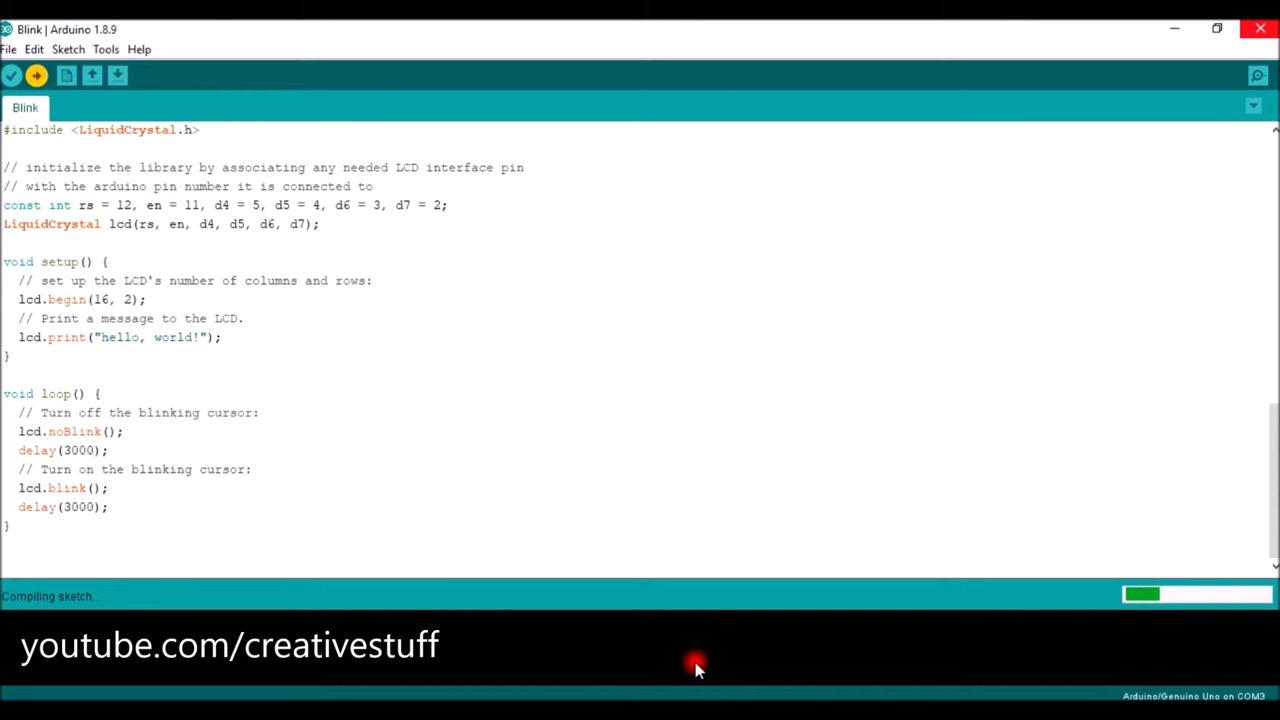 Blink | Arduino 1.8.9
File Edit Sketch Tools Help
Blink
#include <LiquidCrystal.h>
// initialize the library by associating any needed LCD interface pin
// with the arduino pin number it is connected to
const int rs = 12, en = 11, d4 = 5, d5 = 4, d6 = 3, d7 = 2;
LiquidCrystal lcd(rs, en, d4, d5, d6, d7);
void setup() {
  // set up the LCD's number of columns and rows:
  lcd.begin(16, 2);
  // Print a message to the LCD.
  lcd.print("hello, world!");
}
void loop() {
  // Turn off the blinking cursor:
  lcd.noBlink();
  delay(3000);
  // Turn on the blinking cursor:
  lcd.blink();
  delay(3000);
}
Compiling sketch...
youtube.com/creativestuff
Arduino/Genuino Uno on COM3